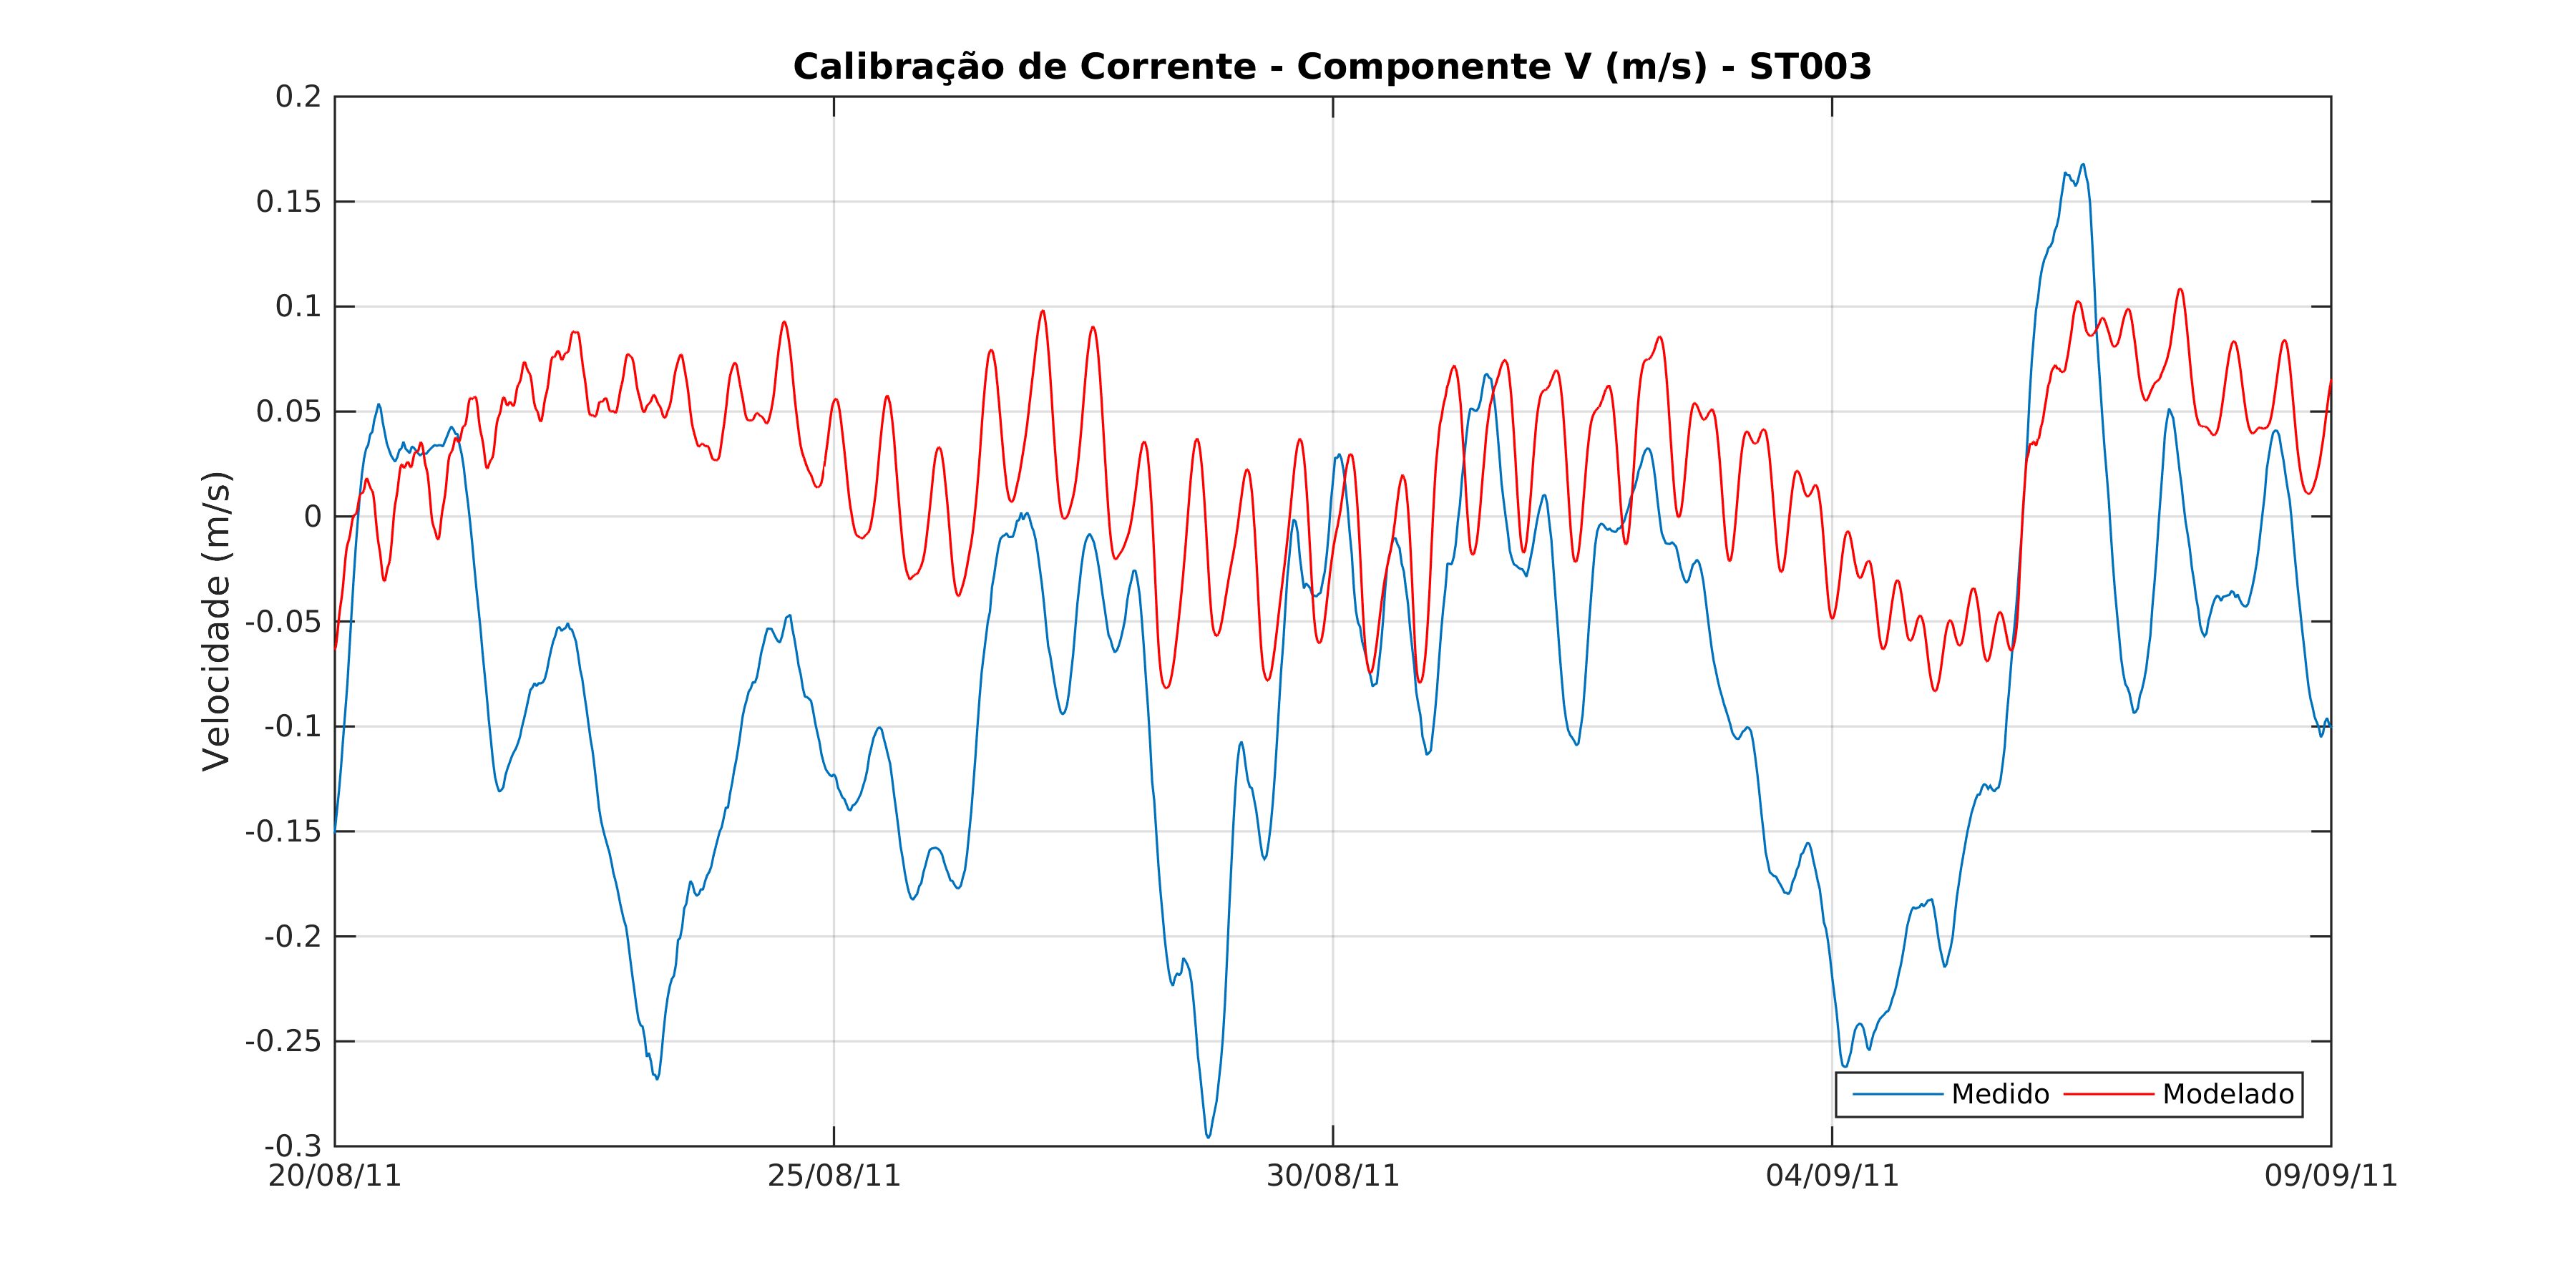 Calibração de Corrente - Componente V (m/s) - ST003
Velocidade (m/s)
0.2
0.15
0.1
0.05
0
-0.05
-0.1
-0.15
-0.2
-0.25
-0.3
20/08/11 25/08/11 30/08/11 04/09/11 09/09/11
Medido Modelado